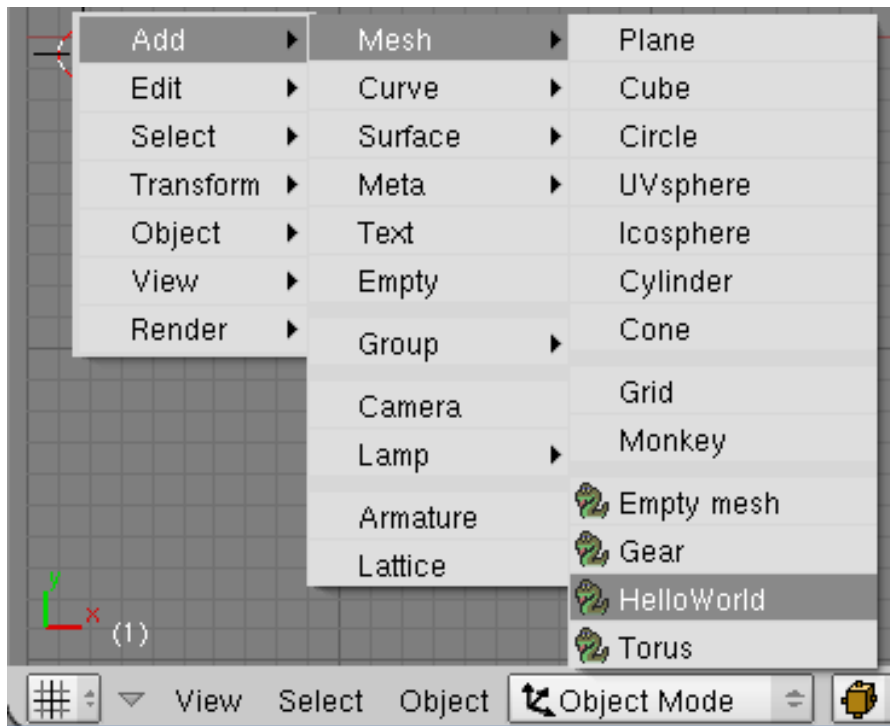 Add
Edit
Select
Transform
Object
View
Render
Mesh
Curve
Surface
Meta
Text
Empty
Group
Camera
Lamp
Armature
Lattice
Plane
Cube
Circle
UVsphere
Icosphere
Cylinder
Cone
Grid
Monkey
Empty mesh
Gear
HelloWorld
Torus
y
x
(1)
View Select Object Object Mode